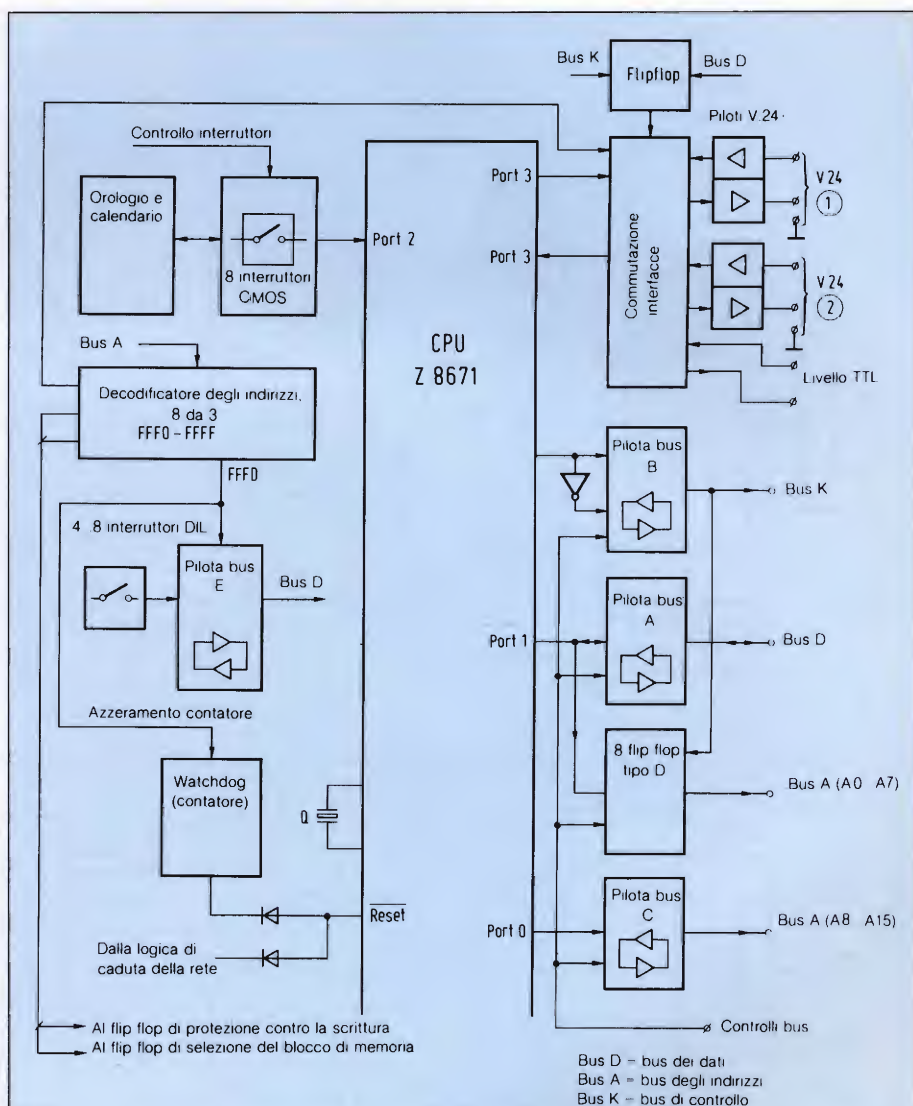 Bus K
Bus D
Flipflop
Piloti V.24
Controllo interruttori
Orologio e
calendario
8 interruttori
CMOS
Port 2
Port 3
Port 3
CPU
Z 8671
Commutazione
interfacce
V 24
1
V 24
2
Livello TTL
Bus A
Decodificatore degli indirizzi,
8 da 3
FFF0 – FFFF
FFFD
4 8 interruttori DIL
Pilota bus
E
Bus D
Azzeramento contatore
Watchdog
(contatore)
Q
Reset
Dalla logica di
caduta della rete
Al flip flop di protezione contro la scrittura
Al flip flop di selezione del blocco di memoria
Pilota bus
B
Bus K
Port 1
Pilota bus
A
Bus D
8 flip flop
tipo D
Bus A (A0 A7)
Port 0
Pilota bus
C
Bus A (A8 A15)
Controlli bus
Bus D – bus dei dati
Bus A = bus degli indirizzi
Bus K = bus di controllo